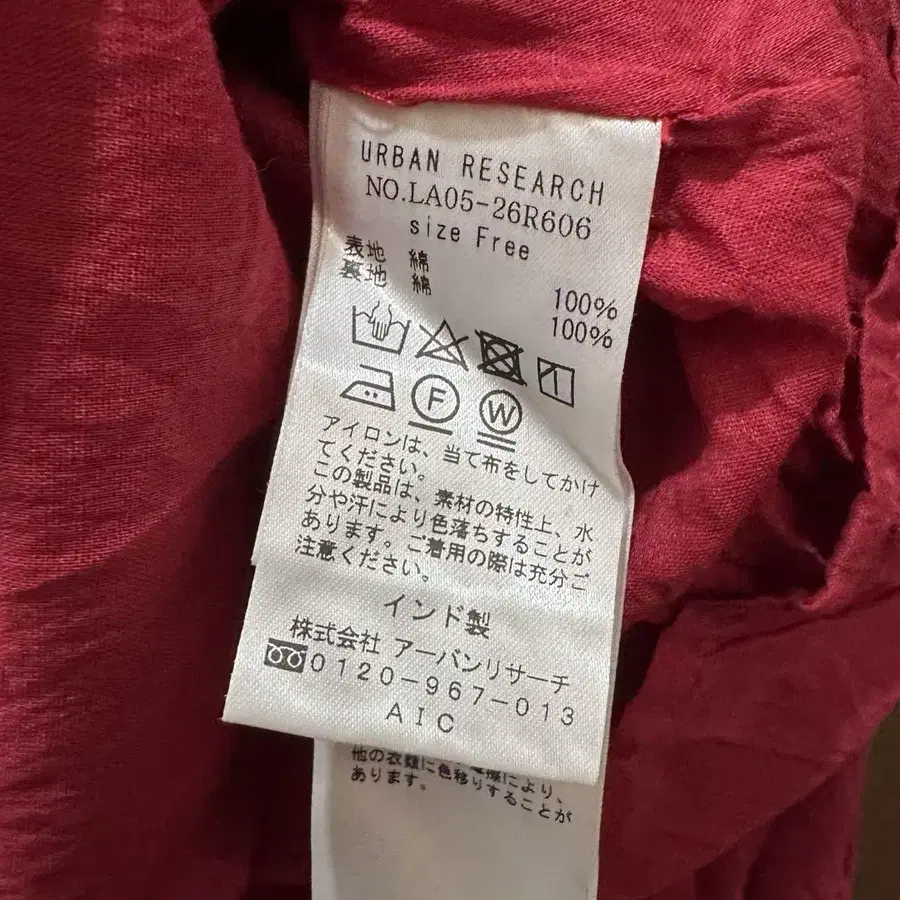 URBAN RESEARCH
NO.LA05-26R606
size Free
表地 綿 100%
裏地 綿 100%
F W
アイロンは、当て布をしてかけ
てください。
この製品は、素材の特性上、水
分や汗により色落ちすることが
あります。ご着用の際は充分ご
注意ください。
インド製
株式会社 アーバンリサーチ
0120-967-013
AIC
により、
他の衣類に色移りすることが
あります。